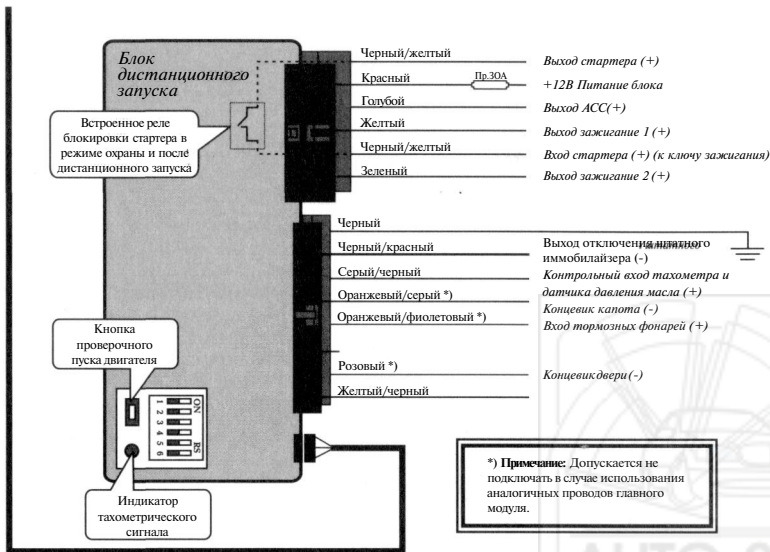 Блок
дистанционного
запуска
Встроенное реле
блокировки стартера в
режиме охраны и после
дистанционного запуска
Черный/желтый
Выход стартера (+)
Красный
Пр.3ОА
+12В Питание блока
Голубой
Выход АСС(+)
Желтый
Выход зажигание 1 (+)
Черный/желтый
Вход стартера (+) (к ключу зажигания)
Зеленый
Выход зажигание 2 (+)
Черный
Черный/красный
Выход отключения штатного
иммобилайзера (-)
Серый/черный
Контрольный вход тахометра и
датчика давления масла (+)
Оранжевый/серый *)
Концевик капота (-)
Оранжевый/фиолетовый *)
Вход тормозных фонарей (+)
Розовый *)
Концевик двери (-)
Желтый/черный
Кнопка
проверочного
пуска двигателя
ON
1 2 3 4 5 6
RS
Индикатор
тахометрического
сигнала
*) Примечание: Допускается не
подключать в случае использования
аналогичных проводов главного
модуля.